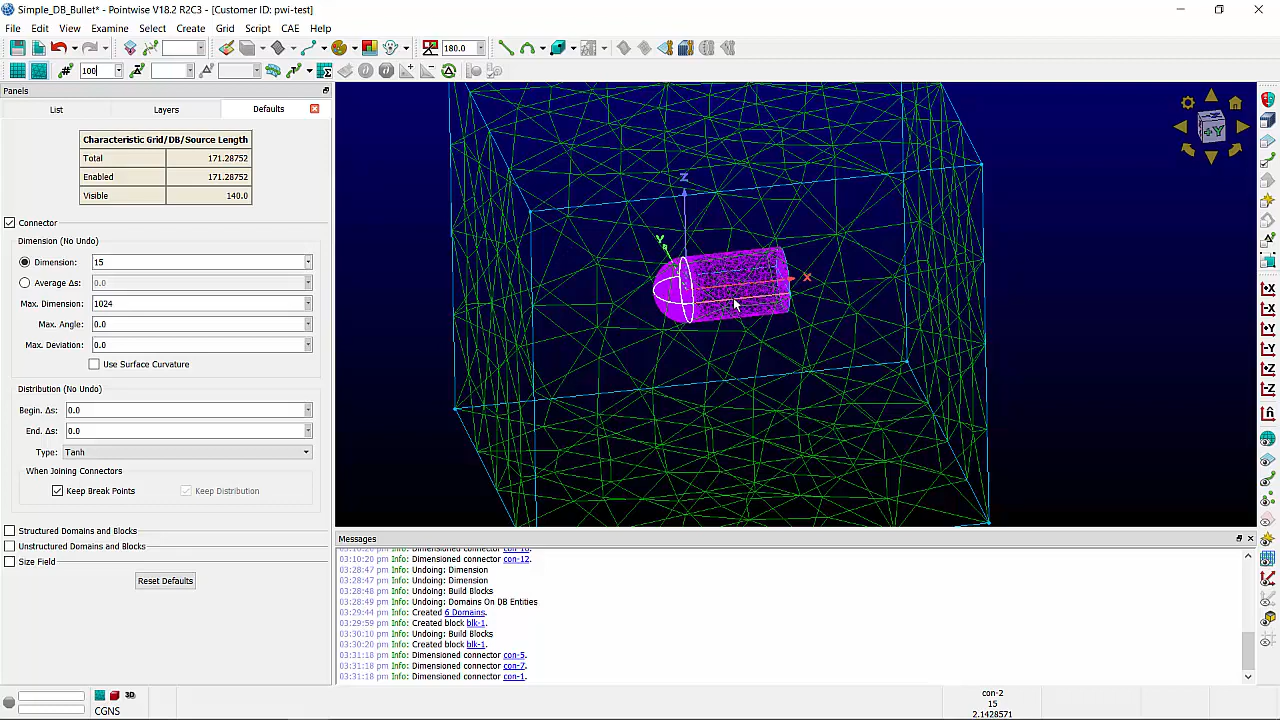 Simple_DB_Bullet* - Pointwise V18.2 R2C3 - [Customer ID: pwi-test]
File Edit View Examine Select Create Grid Script CAE Help
180.0
100
Panels
List Layers Defaults
Characteristic Grid/DB/Source Length
Total 171.28752
Enabled 171.28752
Visible 140.0
Connector
Dimension (No Undo)
Dimension: 15
Average Δs: 0.0
Max. Dimension: 1024
Max. Angle: 0.0
Max. Deviation: 0.0
Use Surface Curvature
Distribution (No Undo)
Begin. Δs: 0.0
End. Δs: 0.0
Type: Tanh
When Joining Connectors
Keep Break Points Keep Distribution
Structured Domains and Blocks
Unstructured Domains and Blocks
Size Field
Reset Defaults
Z
Y
X
+Y
+X
-X
+Y
-Y
+Z
-Z
Messages
03:10:20 pm Info: Dimensioned connector con-12.
03:28:47 pm Info: Undoing: Dimension
03:28:47 pm Info: Undoing: Dimension
03:28:48 pm Info: Undoing: Build Blocks
03:28:49 pm Info: Undoing: Domains On DB Entities
03:29:44 pm Info: Created 6 Domains.
03:29:59 pm Info: Created block blk-1.
03:30:10 pm Info: Undoing: Build Blocks
03:30:20 pm Info: Created block blk-1.
03:31:18 pm Info: Dimensioned connector con-5.
03:31:18 pm Info: Dimensioned connector con-7.
03:31:18 pm Info: Dimensioned connector con-1.
3D
CGNS
con-2
15
2.1428571